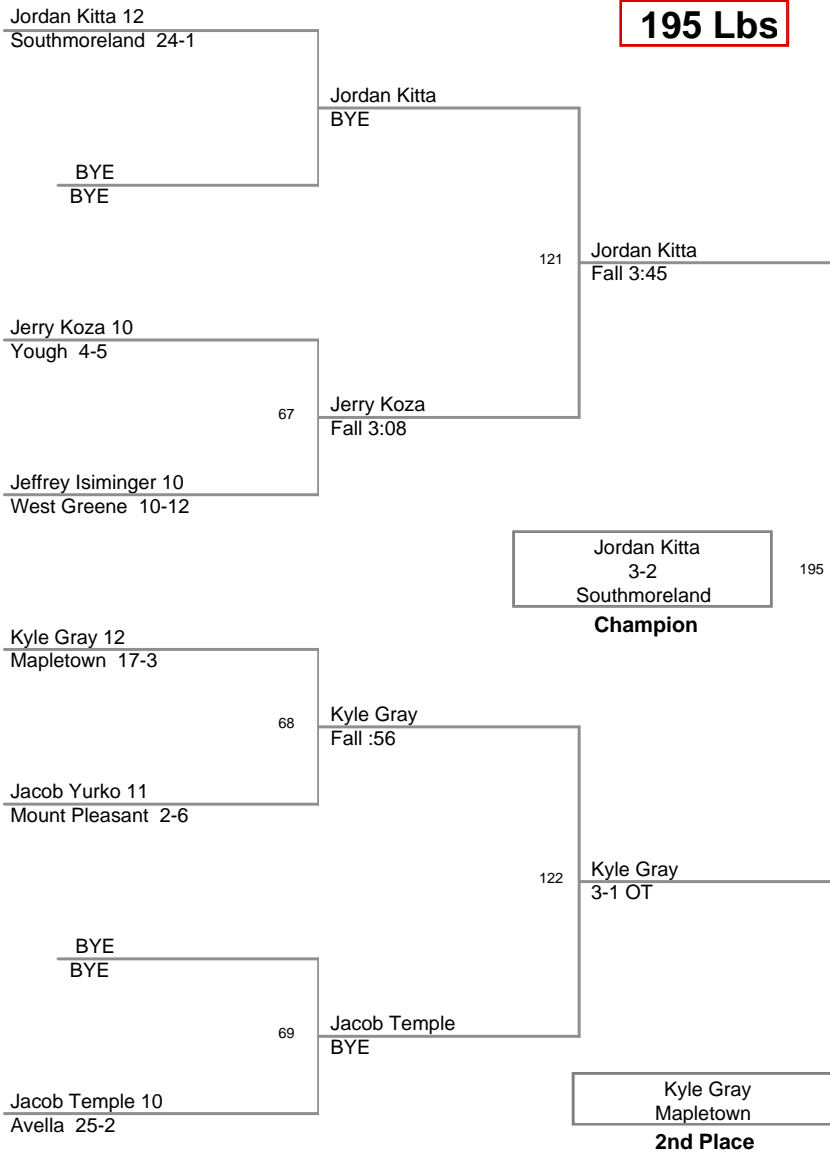 Jordan Kitta 12
Southmoreland 24-1
195 Lbs
Jordan Kitta
BYE
BYE
BYE
121
Jordan Kitta
Fall 3:45
Jerry Koza 10
Yough 4-5
67
Jerry Koza
Fall 3:08
Jeffrey Isiminger 10
West Greene 10-12
Jordan Kitta
3-2
Southmoreland
195
Champion
Kyle Gray 12
Mapletown 17-3
68
Kyle Gray
Fall :56
Jacob Yurko 11
Mount Pleasant 2-6
122
Kyle Gray
3-1 OT
BYE
BYE
69
Jacob Temple
BYE
Jacob Temple 10
Avella 25-2
Kyle Gray
Mapletown
2nd Place